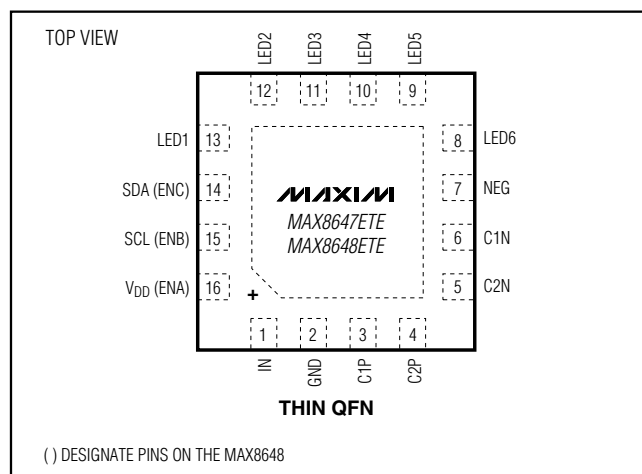 TOP VIEW
LED2 LED3 LED4 LED5
12 11 10 9
LED1 13 8 LED6
SDA (ENC) 14 7 NEG
MAXIM
MAX8647ETE
MAX8648ETE
SCL (ENB) 15 6 C1N
VDD (ENA) 16 5 C2N
+
1 2 3 4
IN GND C1P C2P
THIN QFN
( ) DESIGNATE PINS ON THE MAX8648